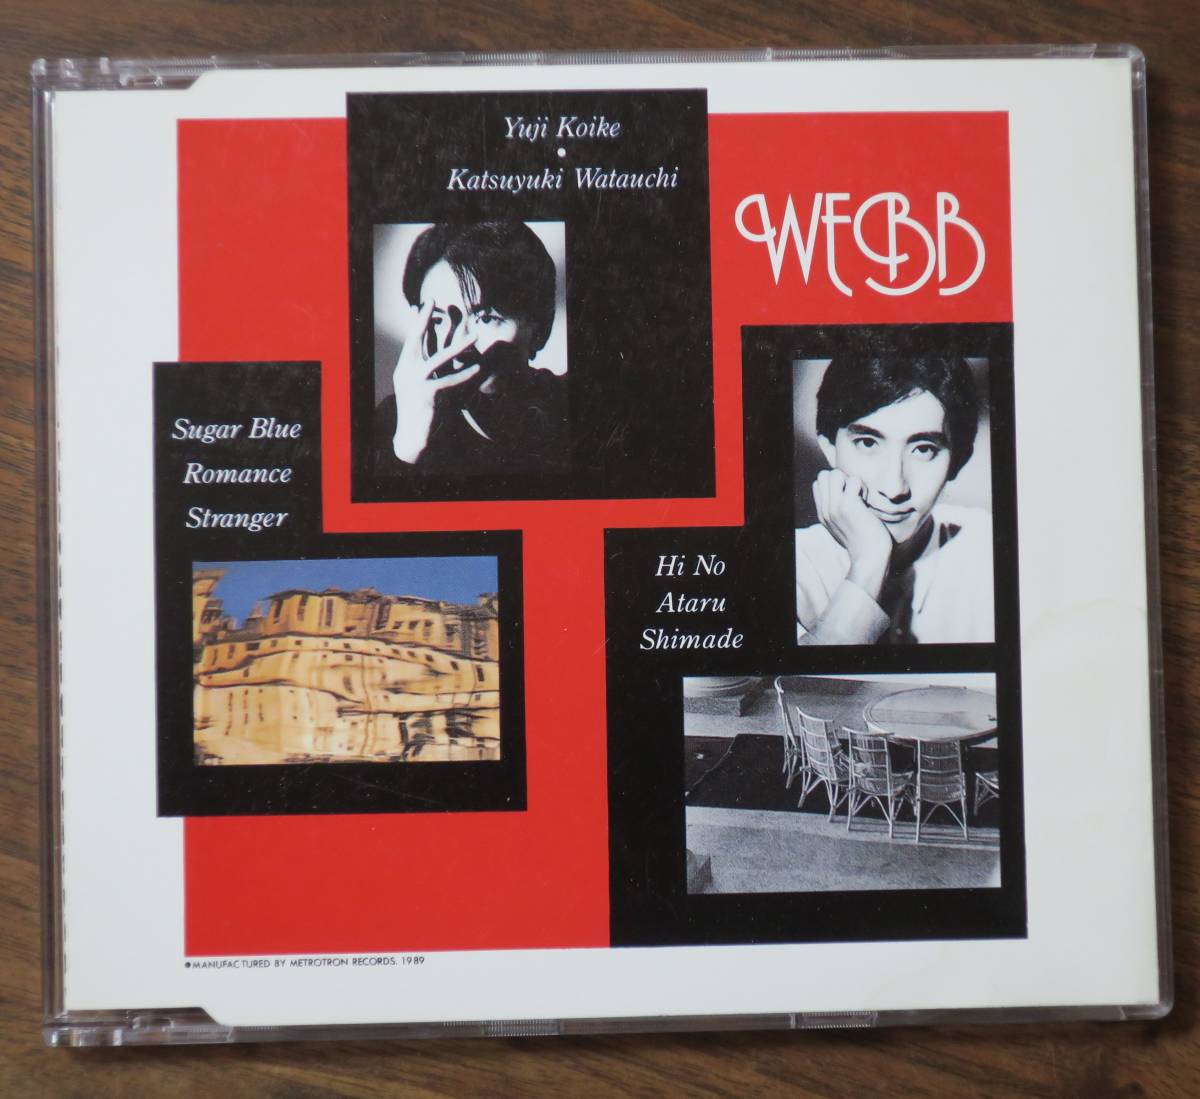 Yuji Koike
•
Katsuyuki Watauchi
WEBB
Sugar Blue
Romance
Stranger
Hi No
Ataru
Shimade
●MANUFACTURED BY METROTRON RECORDS. 1989